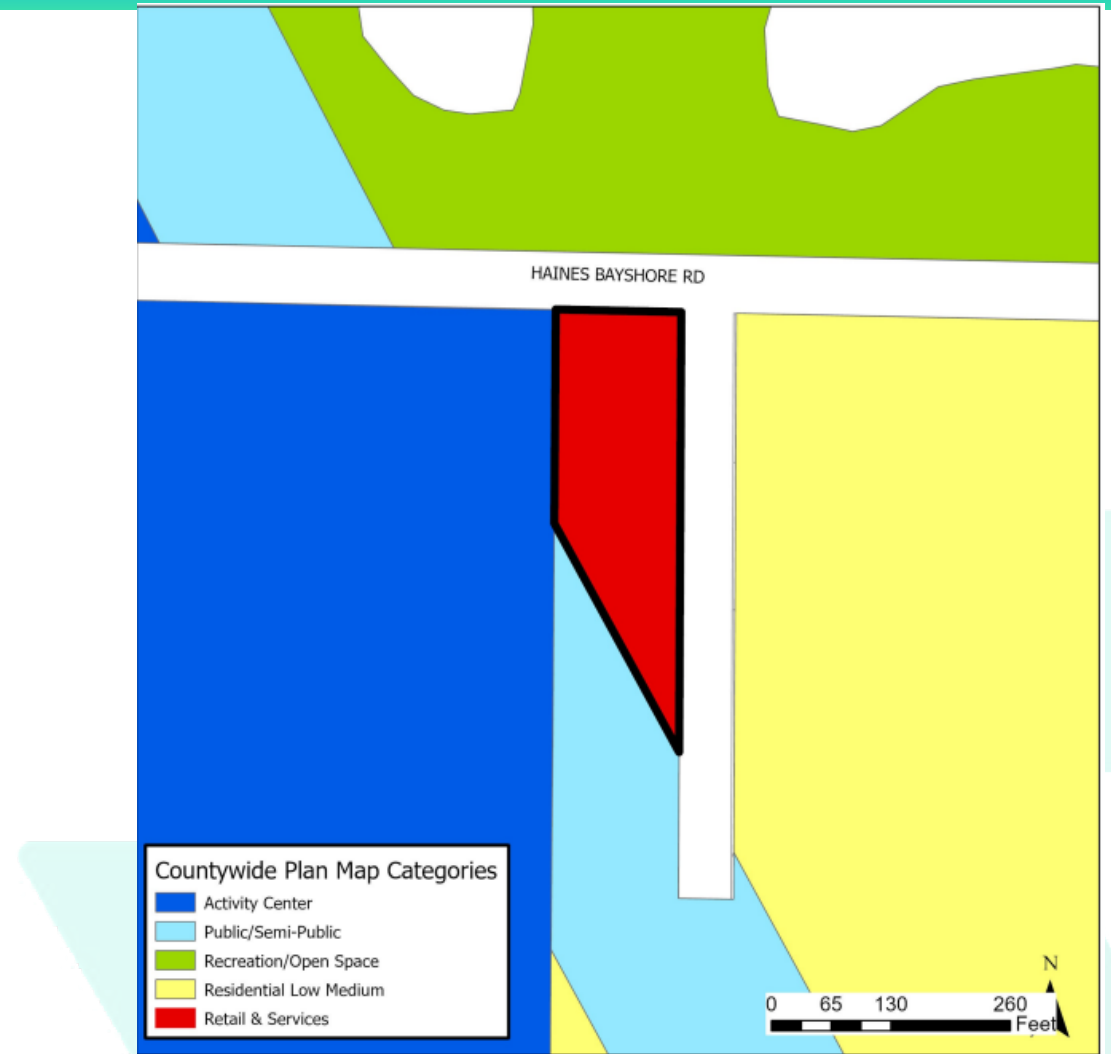 HAINES BAYSHORE RD
Countywide Plan Map Categories
Activity Center
Public/Semi-Public
Recreation/Open Space
Residential Low Medium
Retail & Services
N
0 65 130 260
Feet